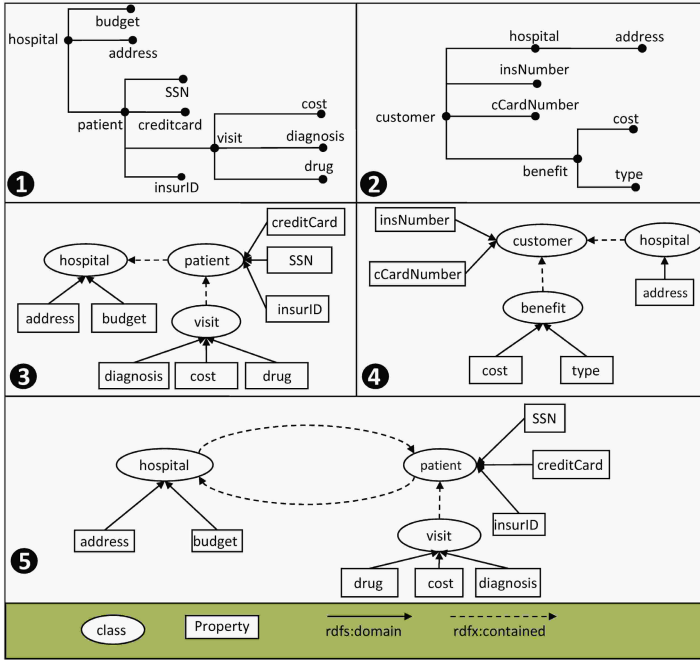 budget
hospital
address
SSN
patient
creditcard
visit
cost
diagnosis
drug
insurID
1
hospital
address
insNumber
cCardNumber
customer
cost
benefit
type
2
creditCard
hospital
patient
SSN
insurID
address
budget
visit
diagnosis
cost
drug
3
insNumber
customer
hospital
cCardNumber
address
benefit
cost
type
4
SSN
hospital
patient
creditCard
insurID
address
budget
visit
drug
cost
diagnosis
5
class
Property
rdfs:domain
rdfx:contained